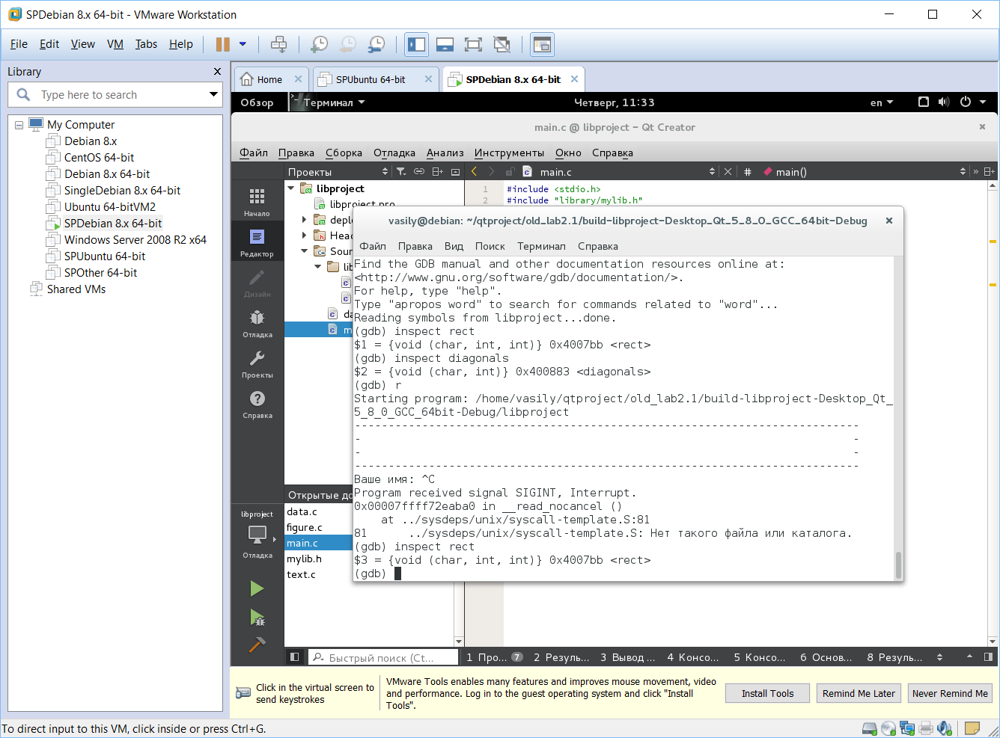 SPDebian 8.x 64-bit - VMware Workstation
File Edit View VM Tabs Help
Library
Type here to search
My Computer
Debian 8.x
CentOS 64-bit
Debian 8.x 64-bit
SingleDebian 8.x 64-bit
Ubuntu 64-bitVM2
SPDebian 8.x 64-bit
Windows Server 2008 R2 x64
SPUbuntu 64-bit
SPOther 64-bit
Shared VMs
Home SPUbuntu 64-bit SPDebian 8.x 64-bit
Обзор Терминал Четверг, 11:33 en
main.c @ libproject - Qt Creator
Файл Правка Сборка Отладка Анализ Инструменты Окно Справка
Проекты main.c # main()
Начало
Редактор
Дизайн
Отладка
Проекты
Справка
libproject
Отладка
libproject
libproject.pro
deplo
Head
Sour
lib
da
m
1 #include <stdio.h>
2 #include "library/mylib.h"
vasily@debian: ~/qtproject/old_lab2.1/build-libproject-Desktop_Qt_5_8_0_GCC_64bit-Debug
Файл Правка Вид Поиск Терминал Справка
Find the GDB manual and other documentation resources online at:
<http://www.gnu.org/software/gdb/documentation/>.
For help, type "help".
Type "apropos word" to search for commands related to "word"...
Reading symbols from libproject...done.
(gdb) inspect rect
$1 = {void (char, int, int)} 0x4007bb <rect>
(gdb) inspect diagonals
$2 = {void (char, int)} 0x400883 <diagonals>
(gdb) r
Starting program: /home/vasily/qtproject/old_lab2.1/build-libproject-Desktop_Qt_
5_8_0_GCC_64bit-Debug/libproject
---------------------------------------------------------------------------
- -
- -
---------------------------------------------------------------------------
Ваше имя: ^C
Program received signal SIGINT, Interrupt.
0x00007ffff72eaba0 in __read_nocancel ()
at ../sysdeps/unix/syscall-template.S:81
81 ../sysdeps/unix/syscall-template.S: Нет такого файла или каталога.
(gdb) inspect rect
$3 = {void (char, int, int)} 0x4007bb <rect>
(gdb)
Открытые до
data.c
figure.c
main.c
mylib.h
text.c
Быстрый поиск (Ct... 1 Про... 7 2 Резуль... 3 Вывод ... 4 Консо... 5 Консо... 6 Основ... 8 Резуль...
Click in the virtual screen to
send keystrokes
VMware Tools enables many features and improves mouse movement, video
and performance. Log in to the guest operating system and click "Install
Tools".
Install Tools Remind Me Later Never Remind Me
To direct input to this VM, click inside or press Ctrl+G.